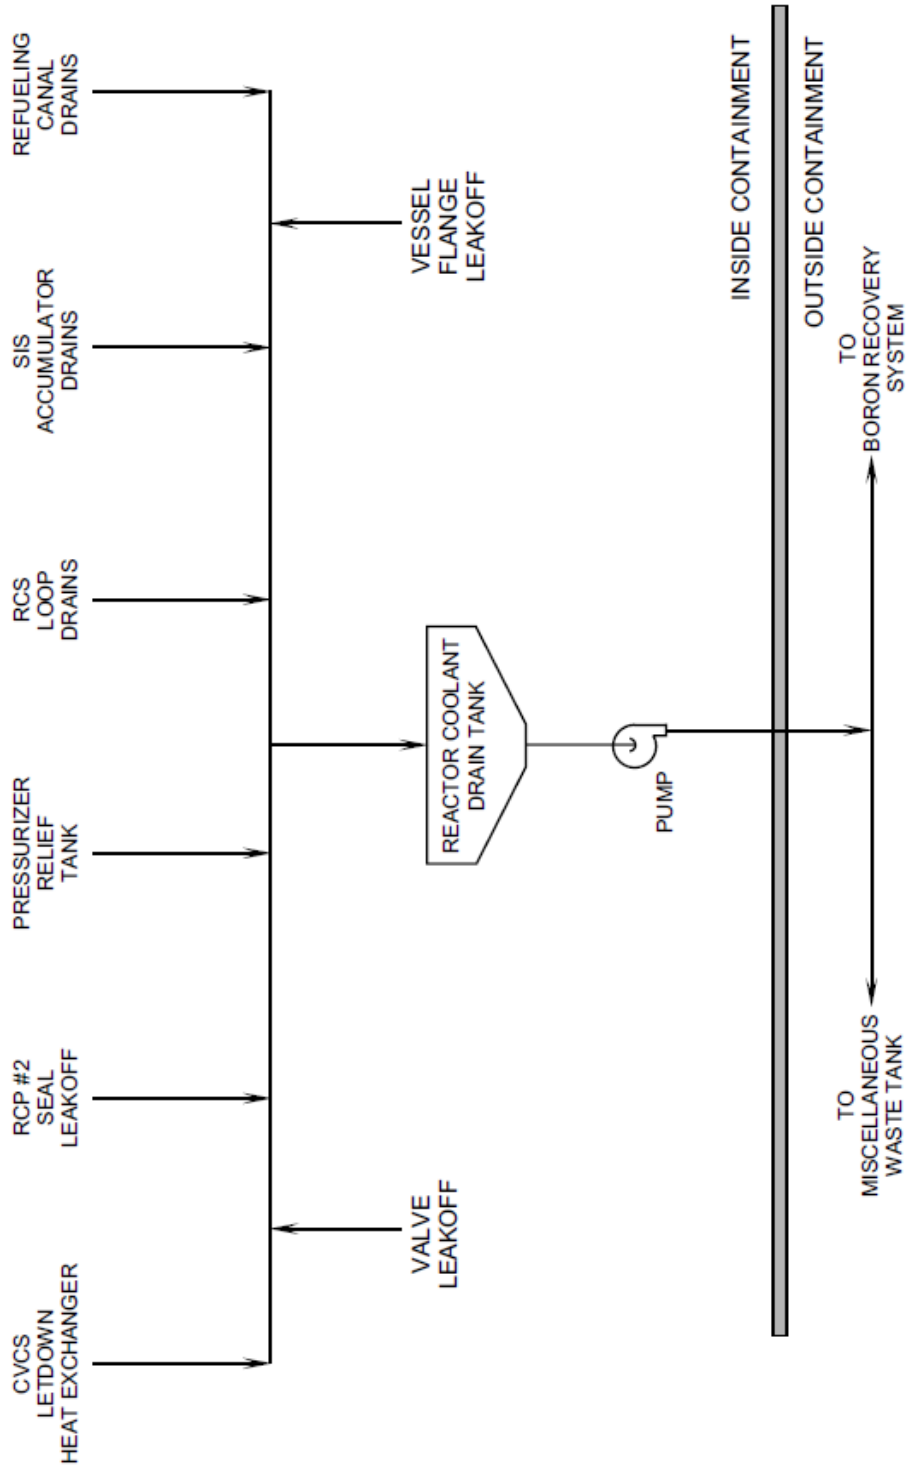 CVCS
LETDOWN
HEAT EXCHANGER
RCP #2
SEAL
LEAKOFF
PRESSURIZER
RELIEF
TANK
RCS
LOOP
DRAINS
SIS
ACCUMULATOR
DRAINS
REFUELING
CANAL
DRAINS
VALVE
LEAKOFF
VESSEL
FLANGE
LEAKOFF
REACTOR COOLANT
DRAIN TANK
PUMP
INSIDE CONTAINMENT
OUTSIDE CONTAINMENT
TO
MISCELLANEOUS
WASTE TANK
TO
BORON RECOVERY
SYSTEM